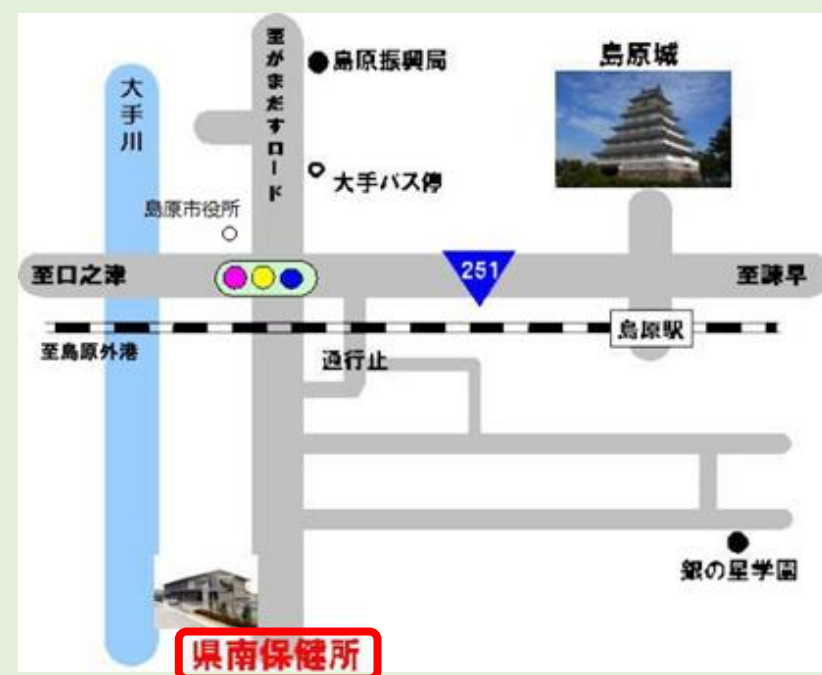 至がまだすロード
島原振興局
島原城
大手川
大手バス停
島原市役所
至口之津
251
至諫早
島原駅
至島原外港
通行止
銀の星学園
県南保健所